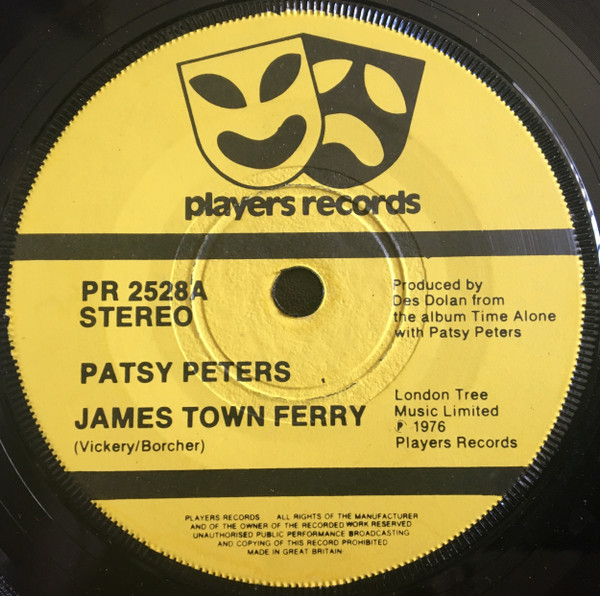 players records
PR 2528A
STEREO
Produced by
Des Dolan from
the album Time Alone
with Patsy Peters
PATSY PETERS
JAMES TOWN FERRY
(Vickery/Borcher)
London Tree
Music Limited
℗ 1976
Players Records
PLAYERS RECORDS ALL RIGHTS OF THE MANUFACTURER
AND OF THE OWNER OF THE RECORDED WORK RESERVED
UNAUTHORISED PUBLIC PERFORMANCE BROADCASTING
AND COPYING OF THIS RECORD PROHIBITED
MADE IN GREAT BRITAIN